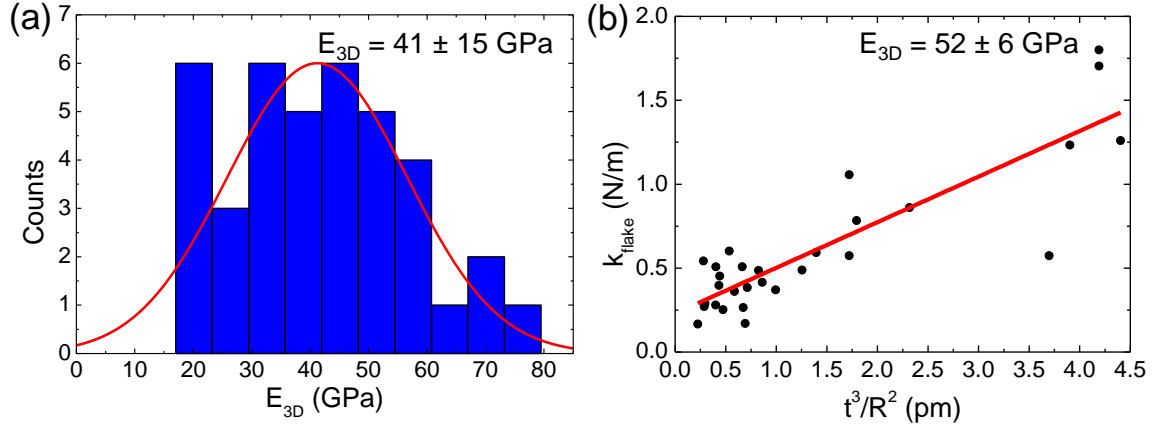 (a)
E3D = 41 ± 15 GPa
Counts
7
6
5
4
3
2
1
0
0 10 20 30 40 50 60 70 80
E3D (GPa)
(b)
E3D = 52 ± 6 GPa
kflake (N/m)
2.0
1.5
1.0
0.5
0.0
0.0 0.5 1.0 1.5 2.0 2.5 3.0 3.5 4.0 4.5
t³/R² (pm)